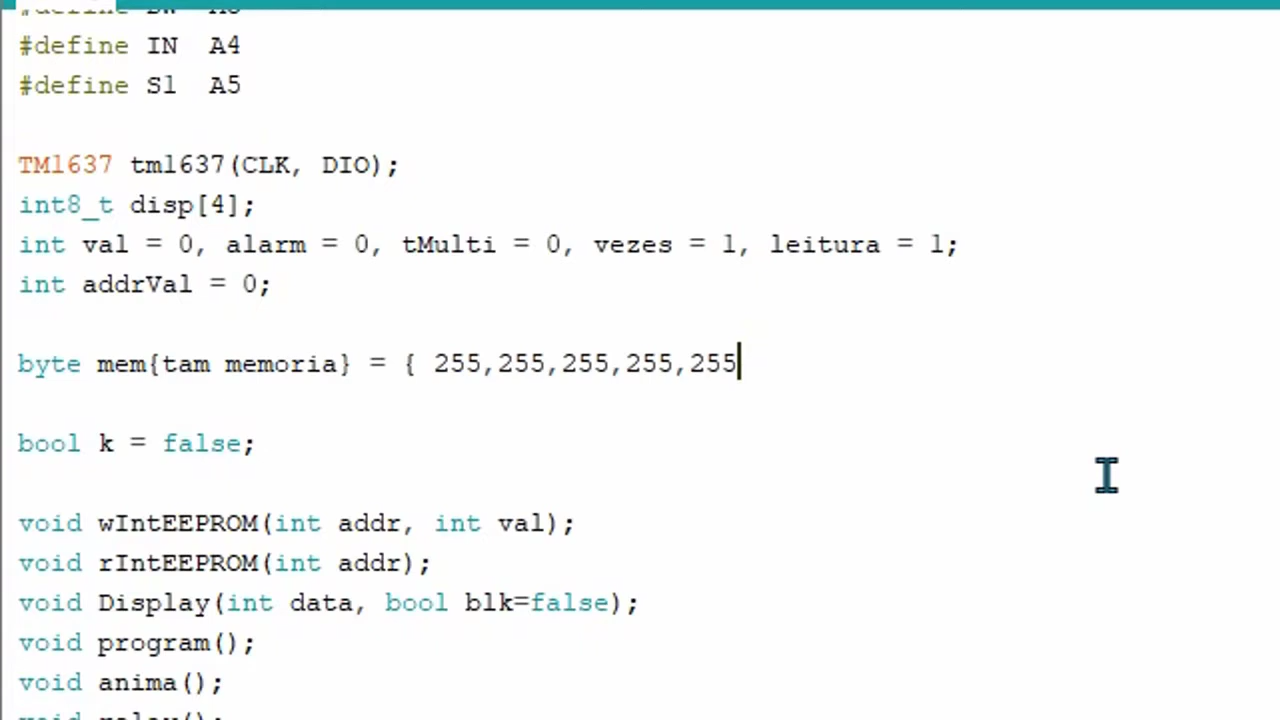 #define IN  A4
#define Sl  A5
TM1637 tm1637(CLK, DIO);
int8_t disp[4];
int val = 0, alarm = 0, tMulti = 0, vezes = 1, leitura = 1;
int addrVal = 0;
byte mem{tam memoria} = { 255,255,255,255,255
bool k = false;
void wIntEEPROM(int addr, int val);
void rIntEEPROM(int addr);
void Display(int data, bool blk=false);
void program();
void anima();